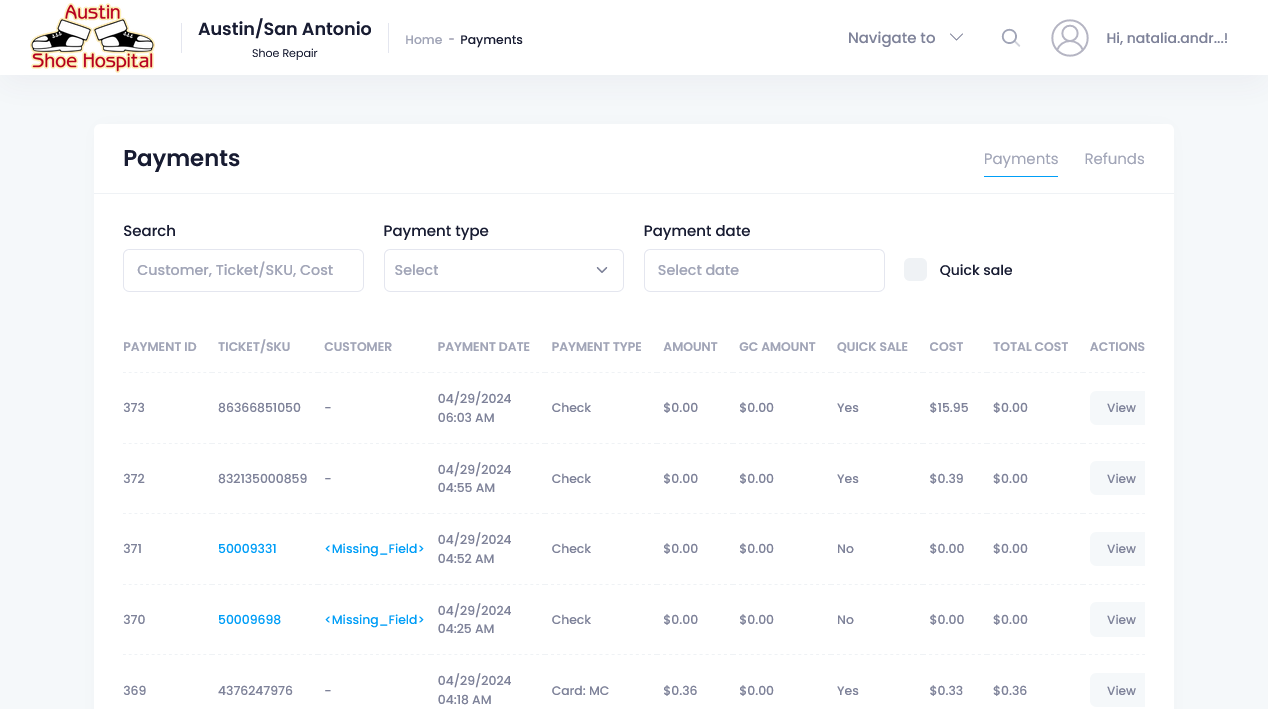 Austin
Shoe Hospital
Austin/San Antonio
Shoe Repair
Home - Payments
Navigate to
Hi, natalia.andr...!
Payments
Payments Refunds
Search Payment type Payment date
Customer, Ticket/SKU, Cost Select Select date Quick sale
PAYMENT ID TICKET/SKU CUSTOMER PAYMENT DATE PAYMENT TYPE AMOUNT GC AMOUNT QUICK SALE COST TOTAL COST ACTIONS
373 86366851050 - 04/29/2024 06:03 AM Check $0.00 $0.00 Yes $15.95 $0.00 View
372 832135000859 - 04/29/2024 04:55 AM Check $0.00 $0.00 Yes $0.39 $0.00 View
371 50009331 <Missing_Field> 04/29/2024 04:52 AM Check $0.00 $0.00 No $0.00 $0.00 View
370 50009698 <Missing_Field> 04/29/2024 04:25 AM Check $0.00 $0.00 No $0.00 $0.00 View
369 4376247976 - 04/29/2024 04:18 AM Card: MC $0.36 $0.00 Yes $0.33 $0.36 View